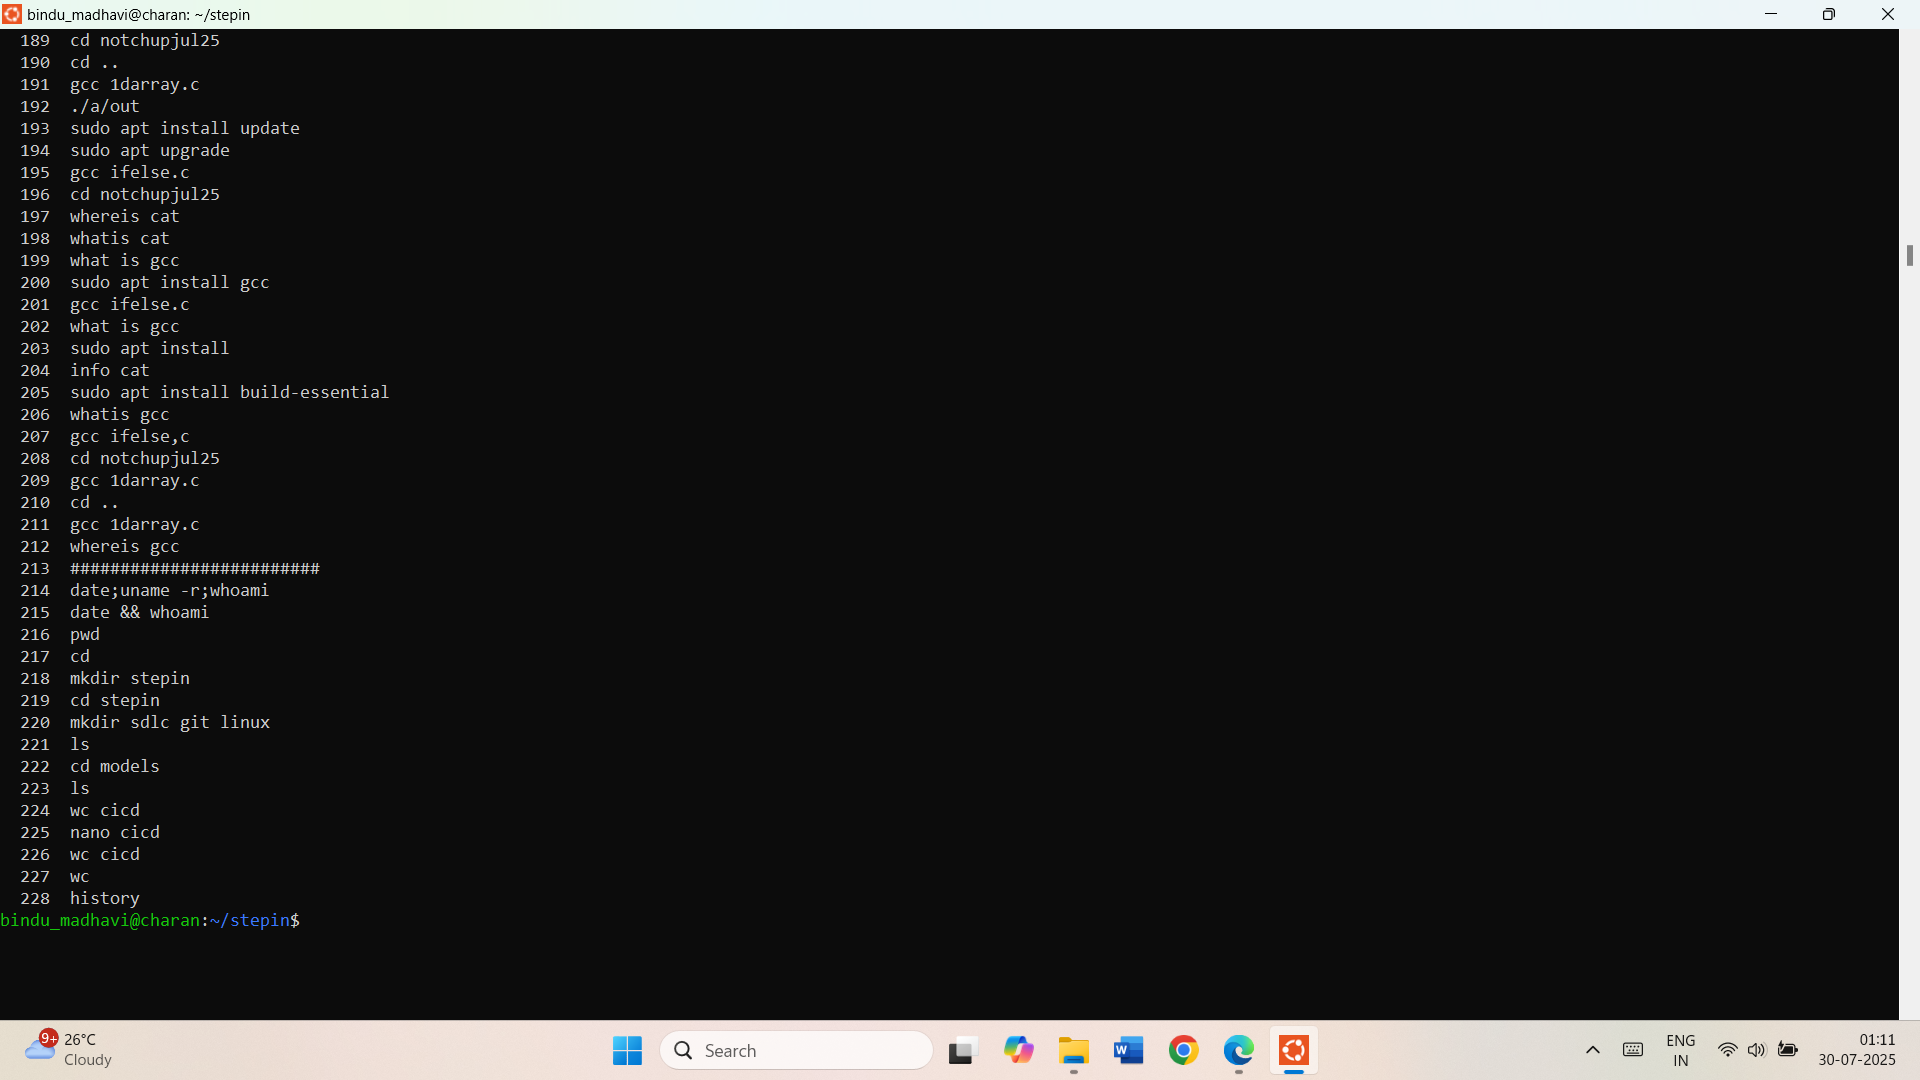 bindu_madhavi@charan: ~/stepin
189 cd notchupjul25
190 cd ..
191 gcc 1darray.c
192 ./a/out
193 sudo apt install update
194 sudo apt upgrade
195 gcc ifelse.c
196 cd notchupjul25
197 whereis cat
198 whatis cat
199 what is gcc
200 sudo apt install gcc
201 gcc ifelse.c
202 what is gcc
203 sudo apt install
204 info cat
205 sudo apt install build-essential
206 whatis gcc
207 gcc ifelse,c
208 cd notchupjul25
209 gcc 1darray.c
210 cd ..
211 gcc 1darray.c
212 whereis gcc
213 #########################
214 date;uname -r;whoami
215 date && whoami
216 pwd
217 cd
218 mkdir stepin
219 cd stepin
220 mkdir sdlc git linux
221 ls
222 cd models
223 ls
224 wc cicd
225 nano cicd
226 wc cicd
227 wc
228 history
bindu_madhavi@charan:~/stepin$
9+
26°C
Cloudy
Search
W
ENG
IN
01:11
30-07-2025